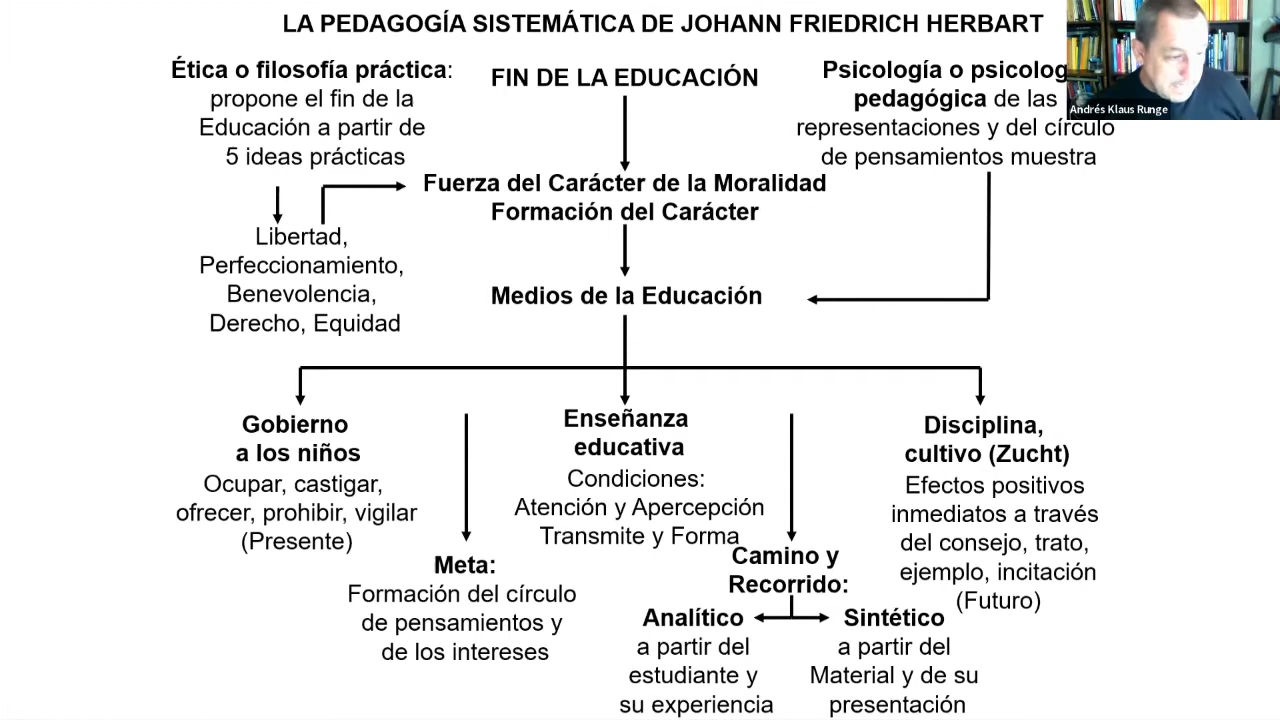 LA PEDAGOGÍA SISTEMÁTICA DE JOHANN FRIEDRICH HERBART
Ética o filosofía práctica:
propone el fin de la
Educación a partir de
5 ideas prácticas
FIN DE LA EDUCACIÓN
Psicología o psicolog
pedagógica de las
representaciones y del círculo
de pensamientos muestra
Andrés Klaus Runge
Fuerza del Carácter de la Moralidad
Formación del Carácter
Libertad,
Perfeccionamiento,
Benevolencia,
Derecho, Equidad
Medios de la Educación
Gobierno
a los niños
Ocupar, castigar,
ofrecer, prohibir, vigilar
(Presente)
Meta:
Formación del círculo
de pensamientos y
de los intereses
Enseñanza
educativa
Condiciones:
Atención y Apercepción
Transmite y Forma
Camino y
Recorrido:
Analítico
a partir del
estudiante y
su experiencia
Sintético
a partir del
Material y de su
presentación
Disciplina,
cultivo (Zucht)
Efectos positivos
inmediatos a través
del consejo, trato,
ejemplo, incitación
(Futuro)